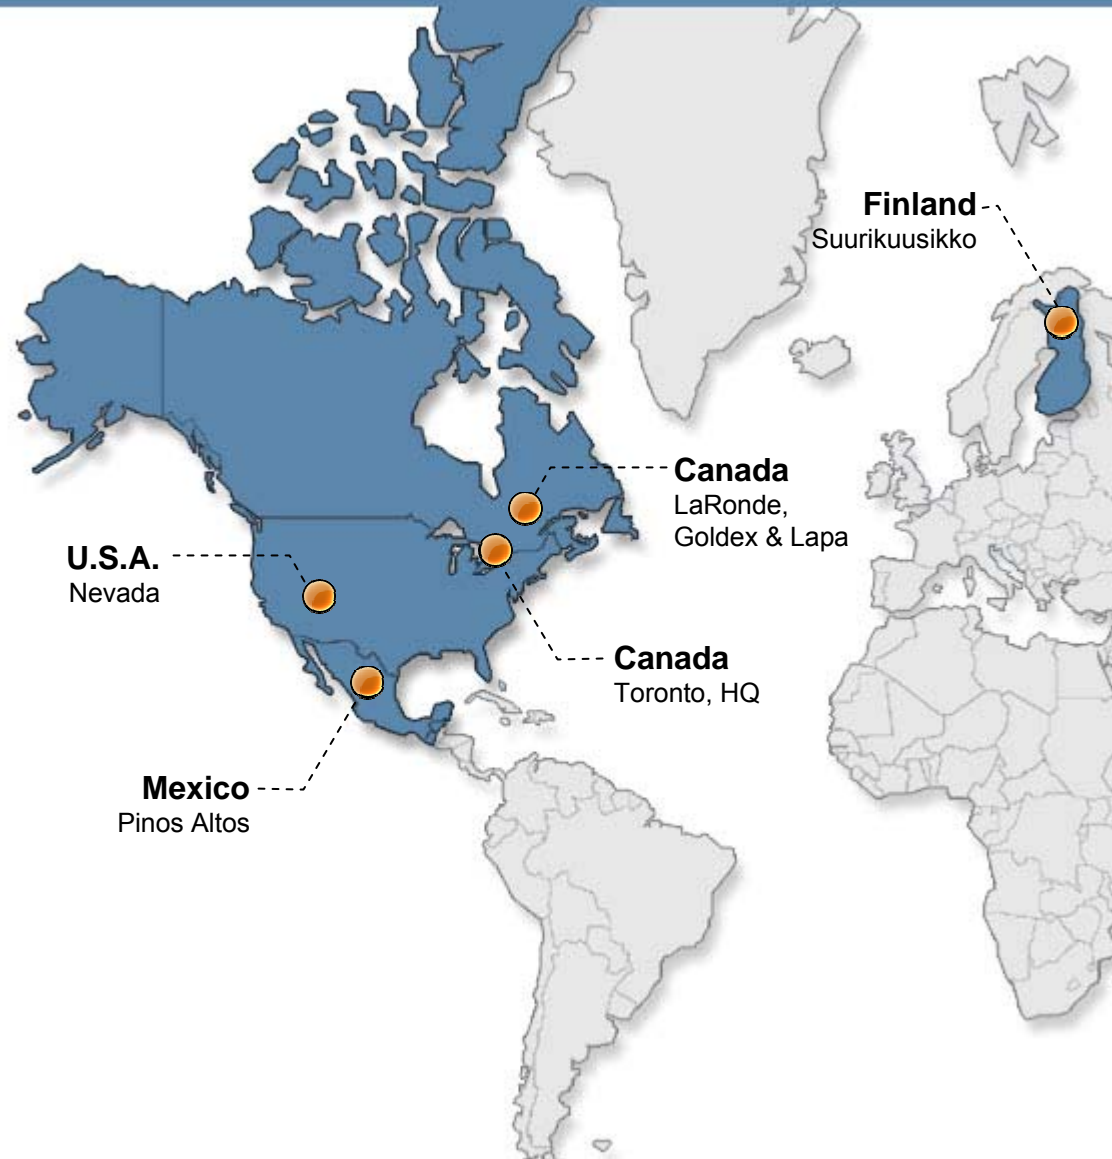 Finland
Suurikuusikko
Canada
LaRonde,
Goldex & Lapa
U.S.A.
Nevada
Canada
Toronto, HQ
Mexico
Pinos Altos